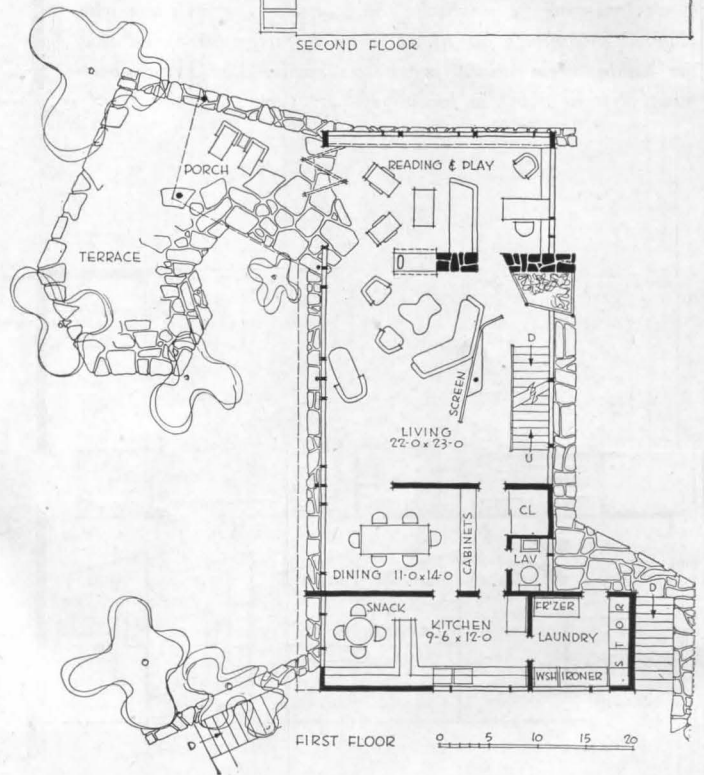 SECOND FLOOR
PORCH
READING & PLAY
TERRACE
D
SCREEN
LIVING
22-0 x 23-0
U
CL
CABINETS
LAV
DINING 11-0 x 14-0
D
SNACK
FR'ZER
KITCHEN
9-6 x 12-0
LAUNDRY
STOR
WSH IRONER
D
FIRST FLOOR
0 5 10 15 20